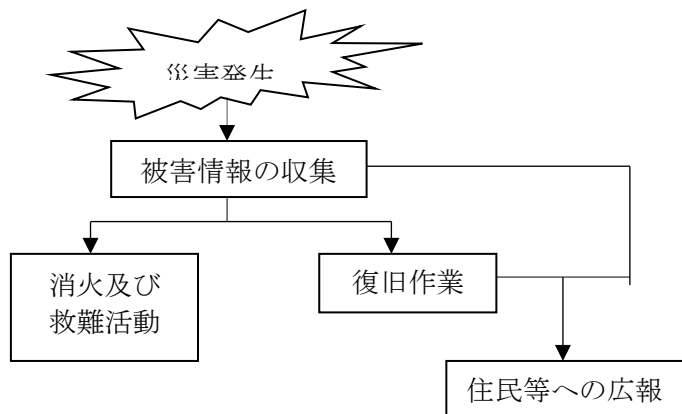 災害発生
被害情報の収集
消火及び
救難活動
復旧作業
住民等への広報